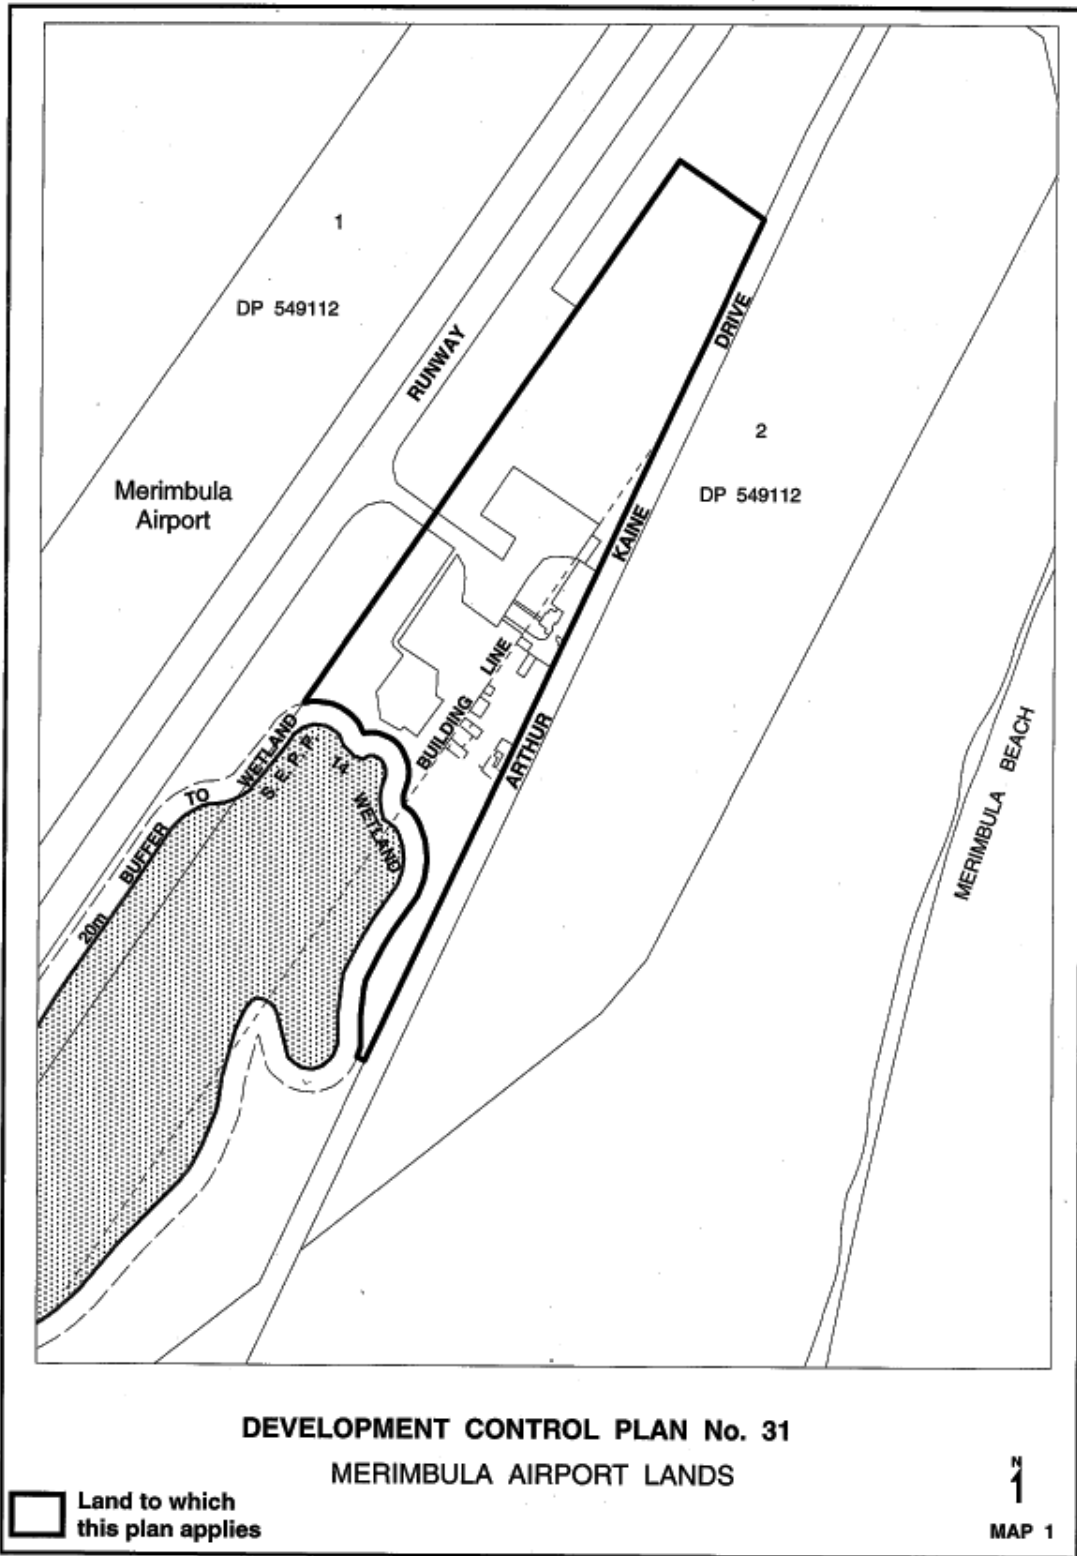 1
DP 549112
RUNWAY
DRIVE
2
DP 549112
Merimbula
Airport
KAINE
LINE
BUILDING
ARTHUR
WETLAND
S. E. P. P.
14
WETLAND
TO
BUFFER
20m
MERIMBULA BEACH
DEVELOPMENT CONTROL PLAN No. 31
MERIMBULA AIRPORT LANDS
Land to which
this plan applies
N
MAP 1